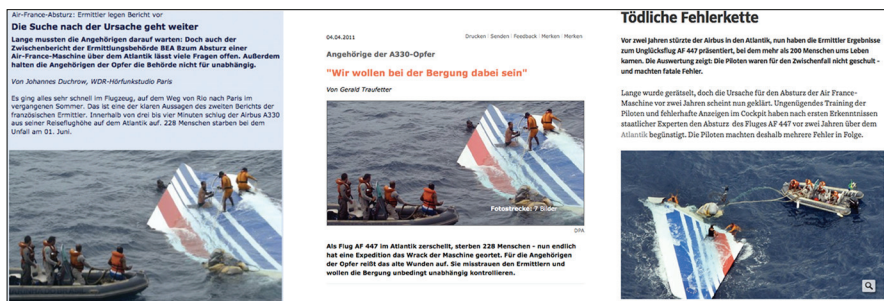 Air-France-Absturz: Ermittler legen Bericht vor
Die Suche nach der Ursache geht weiter
Lange mussten die Angehörigen darauf warten: Doch auch der
Zwischenbericht der Ermittlungsbehörde BEA Bzum Absturz einer
Air-France-Maschine über dem Atlantik lässt viele Fragen offen. Außerdem
halten die Angehörigen der Opfer die Behörde nicht für unabhängig.
Von Johannes Duchrow, WDR-Hörfunkstudio Paris
Es ging alles sehr schnell im Flugzeug, auf dem Weg von Rio nach Paris im
vergangenen Sommer. Das ist eine der klaren Aussagen des zweiten Berichts der
französischen Ermittler. Innerhalb von drei bis vier Minuten schlug der Airbus A330
aus seiner Reiseflughöhe auf dem Atlantik auf. 228 Menschen starben bei dem
Unfall am 01. Juni.
04.04.2011
Drucken | Senden | Feedback | Merken | Merken
Angehörige der A330-Opfer
"Wir wollen bei der Bergung dabei sein"
Von Gerald Traufetter
Fotostrecke: 7 Bilder
DPA
Als Flug AF 447 im Atlantik zerschellt, sterben 228 Menschen - nun endlich
hat eine Expedition das Wrack der Maschine geortet. Für die Angehörigen
der Opfer reißt das alte Wunden auf. Sie misstrauen den Ermittlern und
wollen die Bergung unbedingt unabhängig kontrollieren.
Tödliche Fehlerkette
Vor zwei Jahren stürzte der Airbus in den Atlantik, nun haben die Ermittler Ergebnisse
zum Unglücksflug AF 447 präsentiert, bei dem mehr als 200 Menschen ums Leben
kamen. Die Auswertung zeigt: Die Piloten waren für den Zwischenfall nicht geschult -
und machten fatale Fehler.
Lange wurde gerätselt, doch die Ursache für den Absturz der Air France-
Maschine vor zwei Jahren scheint nun geklärt. Ungenügendes Training der
Piloten und fehlerhafte Anzeigen im Cockpit haben nach ersten Erkenntnissen
staatlicher Experten den Absturz des Fluges AF 447 vor zwei Jahren über dem
Atlantik begünstigt. Die Piloten machten deshalb mehrere Fehler in Folge.